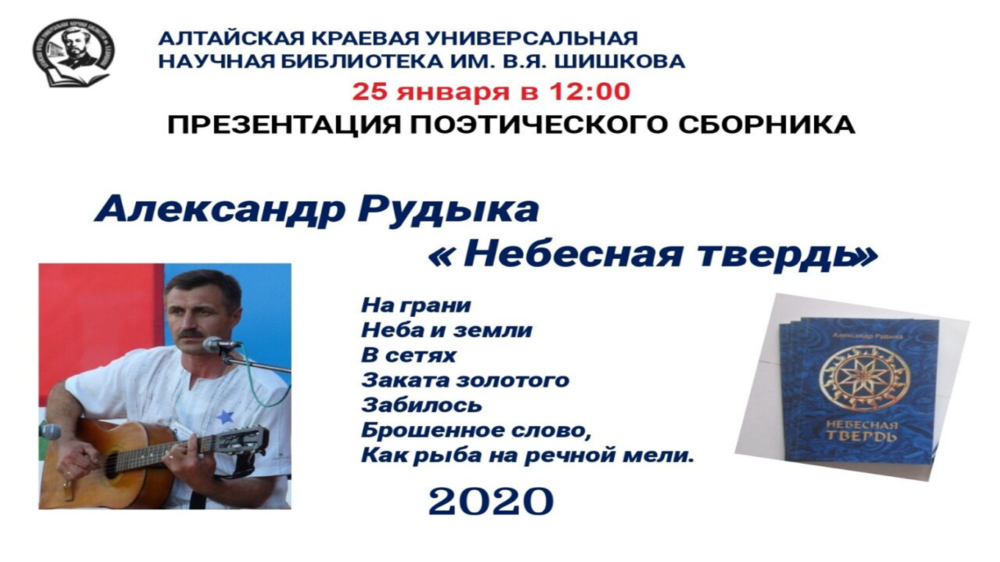 АЛТАЙСКАЯ КРАЕВАЯ УНИВЕРСАЛЬНАЯ
НАУЧНАЯ БИБЛИОТЕКА ИМ. В.Я. ШИШКОВА
25 января в 12:00
ПРЕЗЕНТАЦИЯ ПОЭТИЧЕСКОГО СБОРНИКА
Александр Рудыка
« Небесная твердь»
На грани
Неба и земли
В сетях
Заката золотого
Забилось
Брошенное слово,
Как рыба на речной мели.
2020
Александр Рудыка
НЕБЕСНАЯ
ТВЕРДЬ